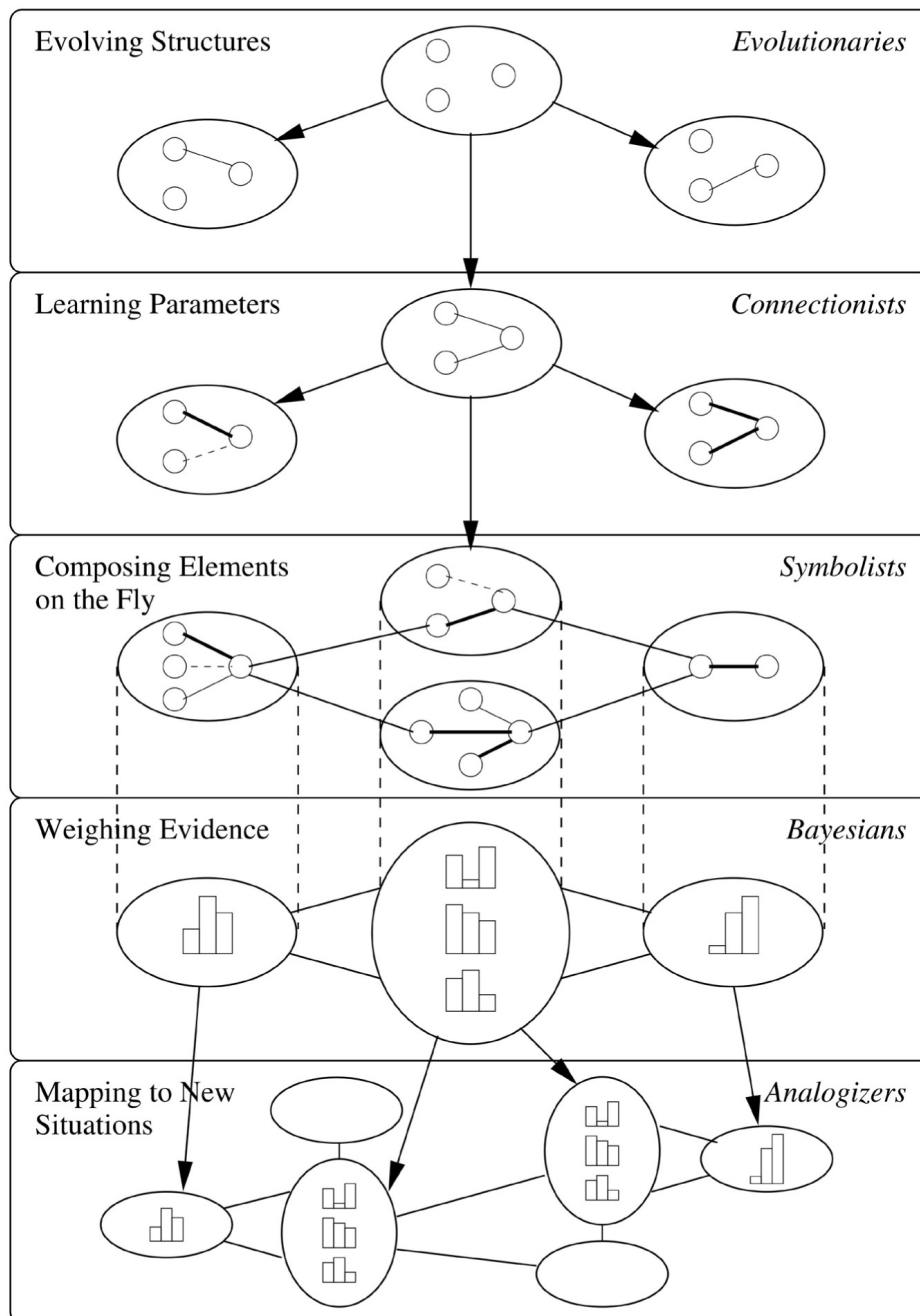 Evolving Structures
Evolutionaries
Learning Parameters
Connectionists
Composing Elements
on the Fly
Symbolists
Weighing Evidence
Bayesians
Mapping to New
Situations
Analogizers